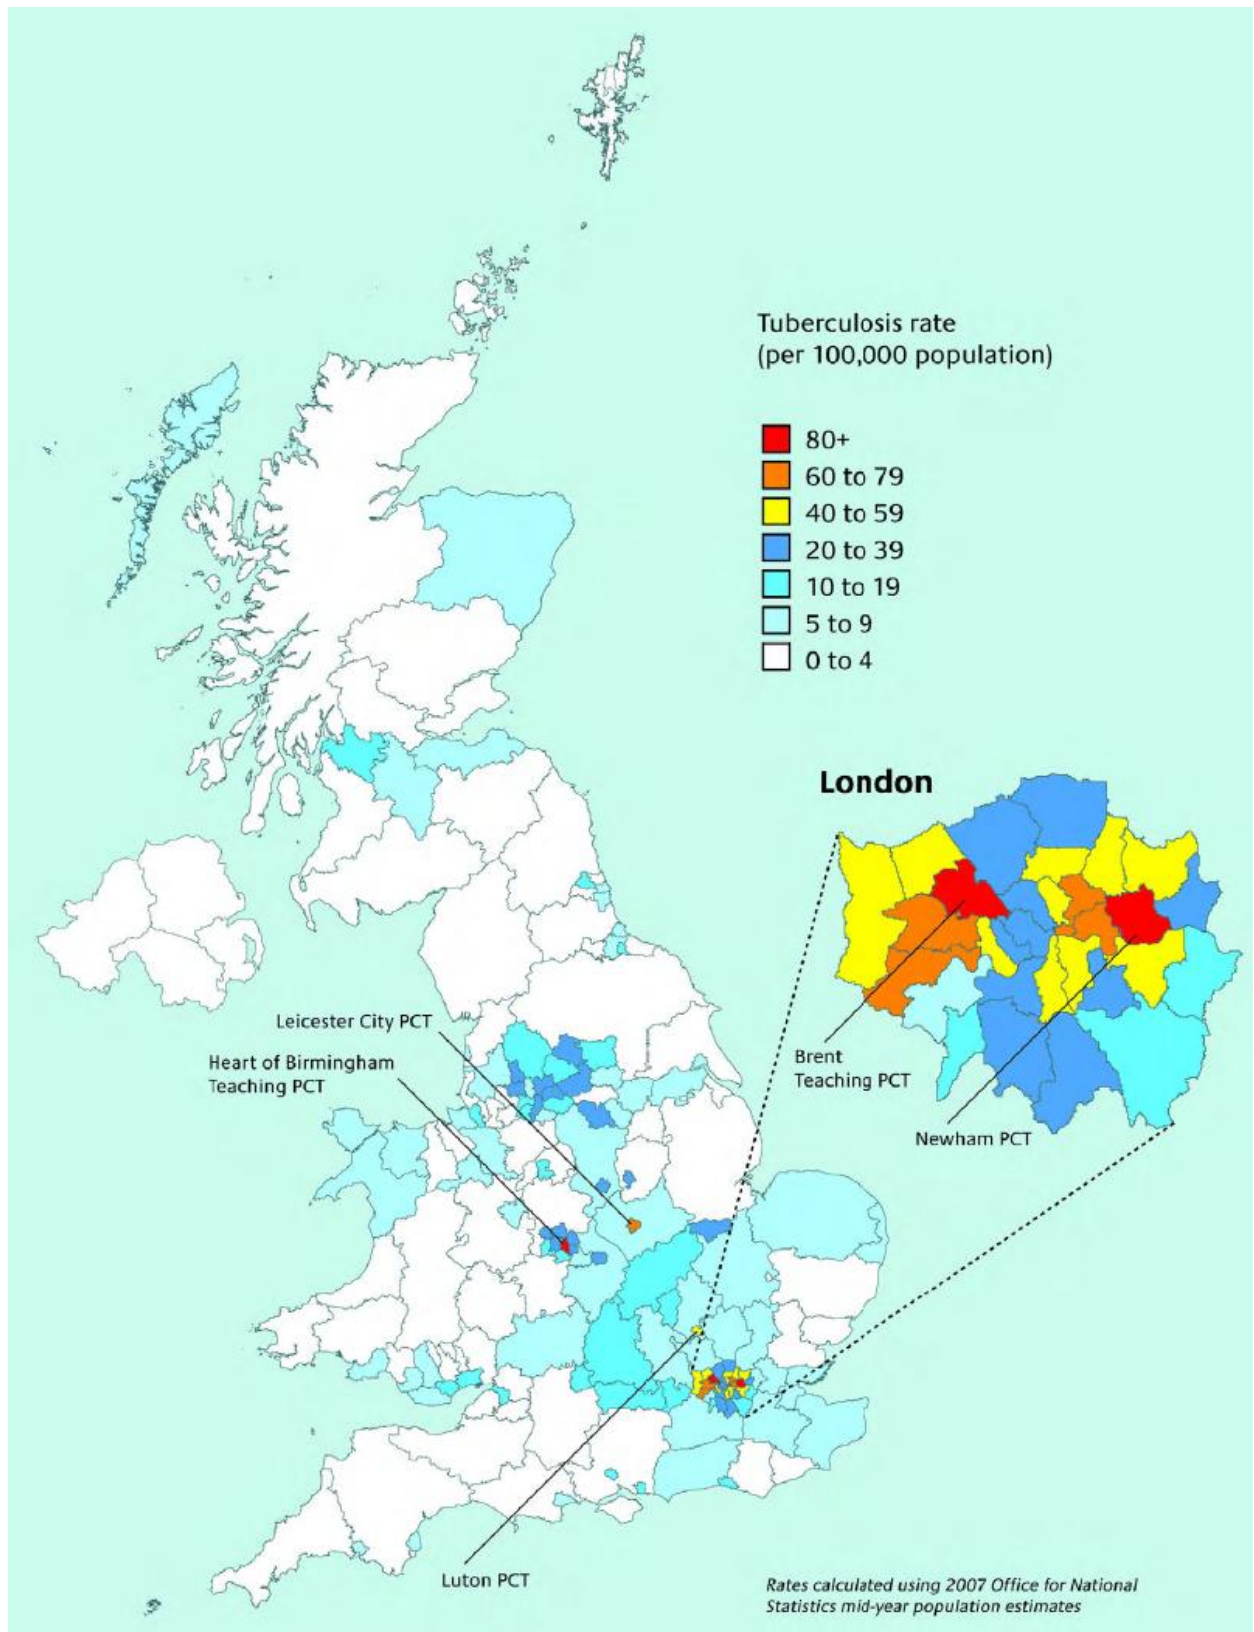 Tuberculosis rate
(per 100,000 population)
80+
60 to 79
40 to 59
20 to 39
10 to 19
5 to 9
0 to 4
London
Leicester City PCT
Heart of Birmingham
Teaching PCT
Brent
Teaching PCT
Newham PCT
Luton PCT
Rates calculated using 2007 Office for National
Statistics mid-year population estimates